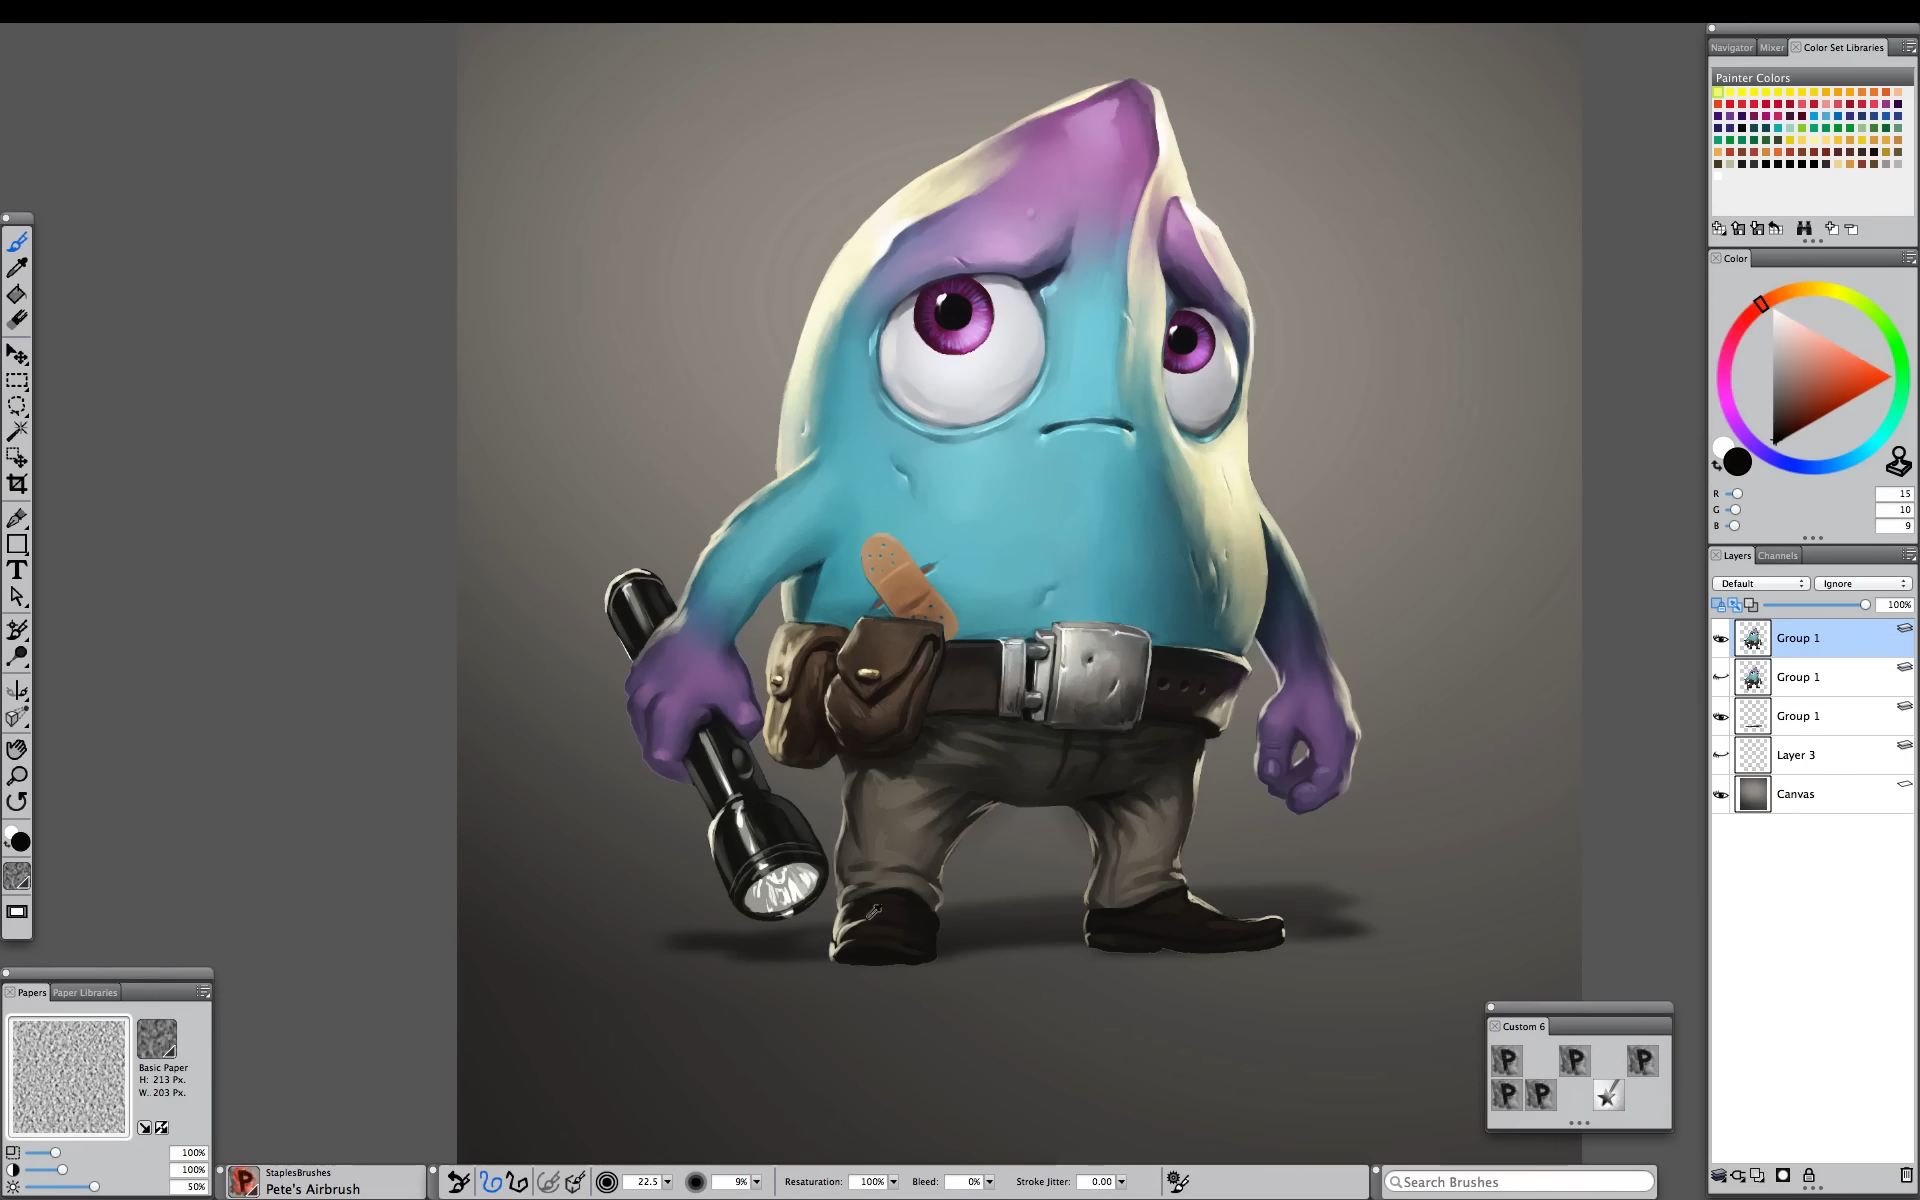 Navigator Mixer Color Set Libraries
Painter Colors
Color
R 15
G 10
B 9
Layers Channels
Default Ignore
100%
Group 1
Group 1
Group 1
Layer 3
Canvas
T
Papers Paper Libraries
Basic Paper
H: 213 Px.
W.. 203 Px.
100%
100%
50%
Custom 6
P P P
P P
P
StaplesBrushes
Pete's Airbrush
22.5 9% Resaturation: 100% Bleed: 0% Stroke Jitter: 0.00
Search Brushes